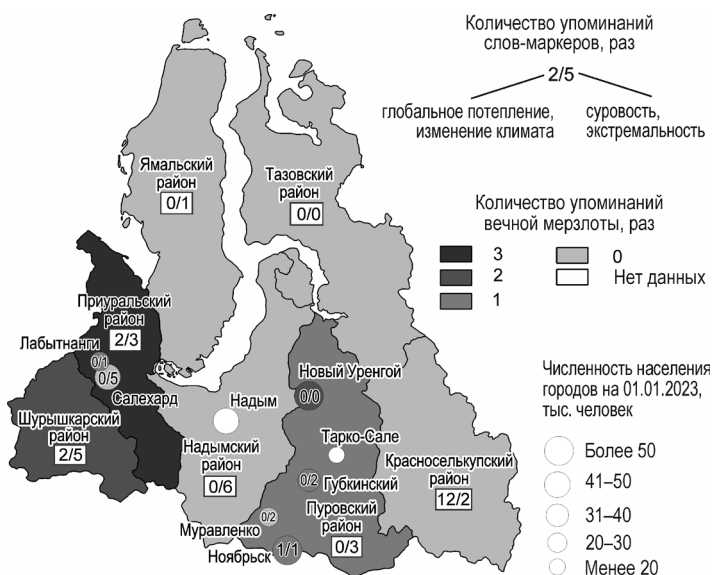 Количество упоминаний
слов-маркеров, раз
2/5
глобальное потепление,
изменение климата
суровость,
экстремальность
Ямальский
район
0/1
Тазовский
район
0/0
Количество упоминаний
вечной мерзлоты, раз
3
2
1
0
Нет данных
Приуральский
район
2/3
Лабытнанги
0/1
0/5
Салехард
Шурышкарский
район
2/5
Надым
Надымский
район
0/6
Новый Уренгой
0/0
Тарко-Сале
0/2
Губкинский
Красноселькупский
район
12/2
Муравленко
0/2
Ноябрьск
1/1
Пуровский
район
0/3
Численность населения
городов на 01.01.2023,
тыс. человек
Более 50
41–50
31–40
20–30
Менее 20